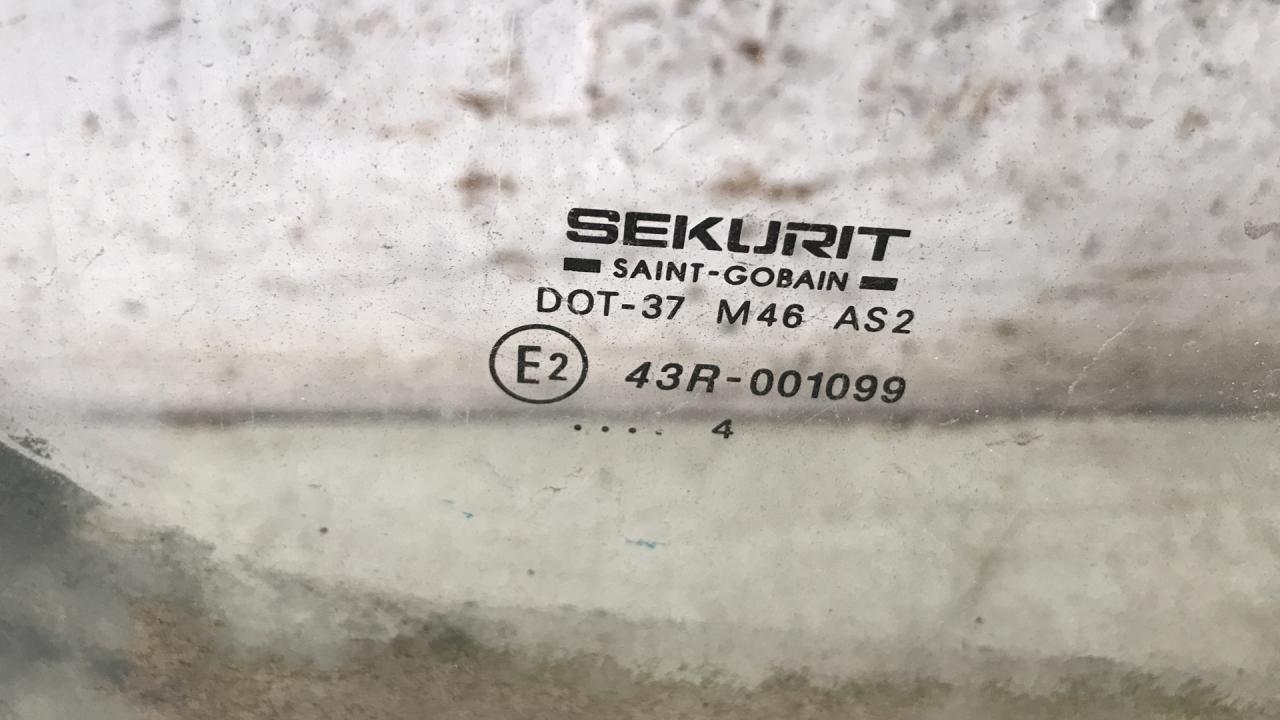 SEKURIT
SAINT-GOBAIN
DOT-37 M46 AS2
E2 43R-001099
.... 4